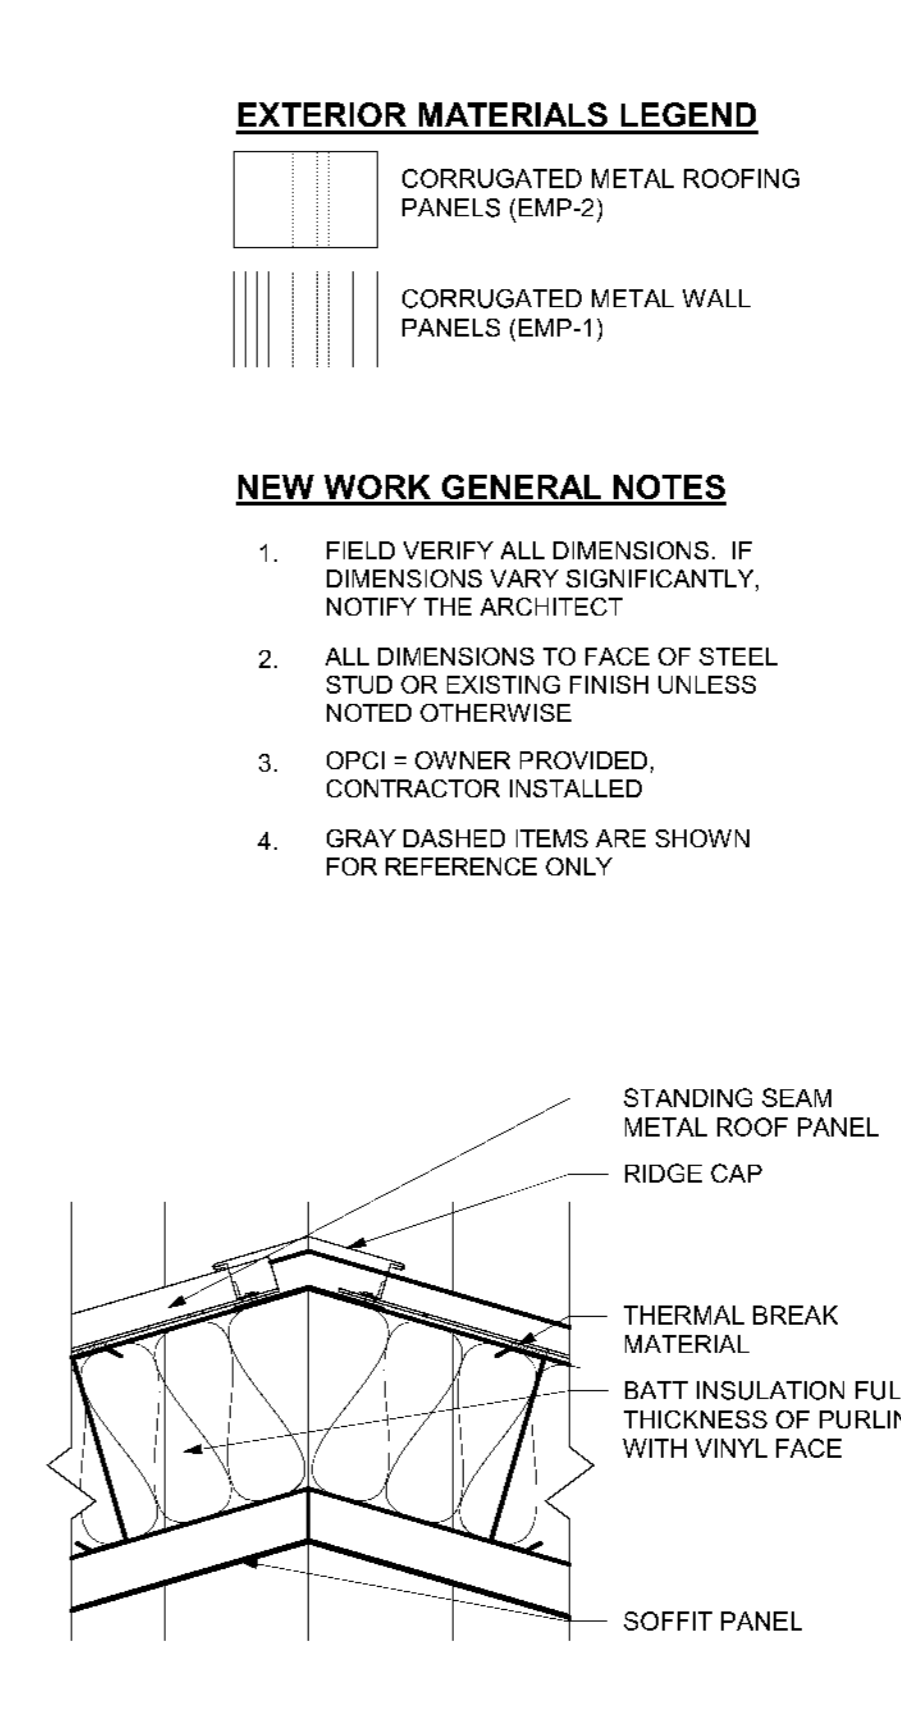 EXTERIOR MATERIALS LEGEND
CORRUGATED METAL ROOFING
PANELS (EMP-2)
CORRUGATED METAL WALL
PANELS (EMP-1)
NEW WORK GENERAL NOTES
1. FIELD VERIFY ALL DIMENSIONS. IF
DIMENSIONS VARY SIGNIFICANTLY,
NOTIFY THE ARCHITECT
2. ALL DIMENSIONS TO FACE OF STEEL
STUD OR EXISTING FINISH UNLESS
NOTED OTHERWISE
3. OPCI = OWNER PROVIDED,
CONTRACTOR INSTALLED
4. GRAY DASHED ITEMS ARE SHOWN
FOR REFERENCE ONLY
STANDING SEAM
METAL ROOF PANEL
RIDGE CAP
THERMAL BREAK
MATERIAL
BATT INSULATION
THICKNESS OF
WITH VINYL FACE
SOFFIT PANEL